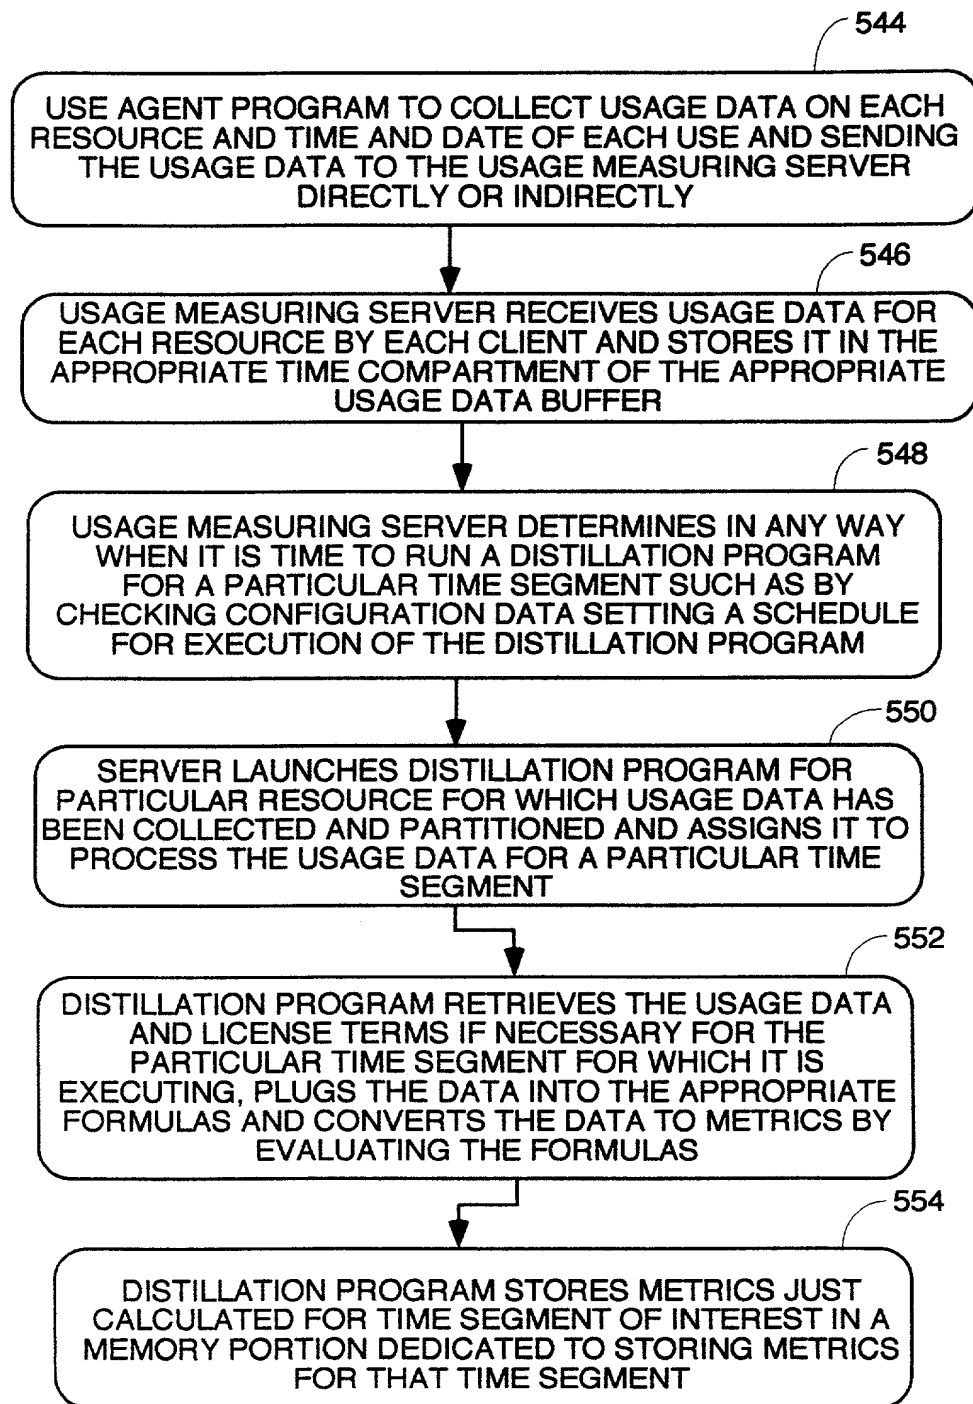 544
USE AGENT PROGRAM TO COLLECT USAGE DATA ON EACH
RESOURCE AND TIME AND DATE OF EACH USE AND SENDING
THE USAGE DATA TO THE USAGE MEASURING SERVER
DIRECTLY OR INDIRECTLY
546
USAGE MEASURING SERVER RECEIVES USAGE DATA FOR
EACH RESOURCE BY EACH CLIENT AND STORES IT IN THE
APPROPRIATE TIME COMPARTMENT OF THE APPROPRIATE
USAGE DATA BUFFER
548
USAGE MEASURING SERVER DETERMINES IN ANY WAY
WHEN IT IS TIME TO RUN A DISTILLATION PROGRAM
FOR A PARTICULAR TIME SEGMENT SUCH AS BY
CHECKING CONFIGURATION DATA SETTING A SCHEDULE
FOR EXECUTION OF THE DISTILLATION PROGRAM
550
SERVER LAUNCHES DISTILLATION PROGRAM FOR
PARTICULAR RESOURCE FOR WHICH USAGE DATA HAS
BEEN COLLECTED AND PARTITIONED AND ASSIGNS IT TO
PROCESS THE USAGE DATA FOR A PARTICULAR TIME
SEGMENT
552
DISTILLATION PROGRAM RETRIEVES THE USAGE DATA
AND LICENSE TERMS IF NECESSARY FOR THE
PARTICULAR TIME SEGMENT FOR WHICH IT IS
EXECUTING, PLUGS THE DATA INTO THE APPROPRIATE
FORMULAS AND CONVERTS THE DATA TO METRICS BY
EVALUATING THE FORMULAS
554
DISTILLATION PROGRAM STORES METRICS JUST
CALCULATED FOR TIME SEGMENT OF INTEREST IN A
MEMORY PORTION DEDICATED TO STORING METRICS
FOR THAT TIME SEGMENT